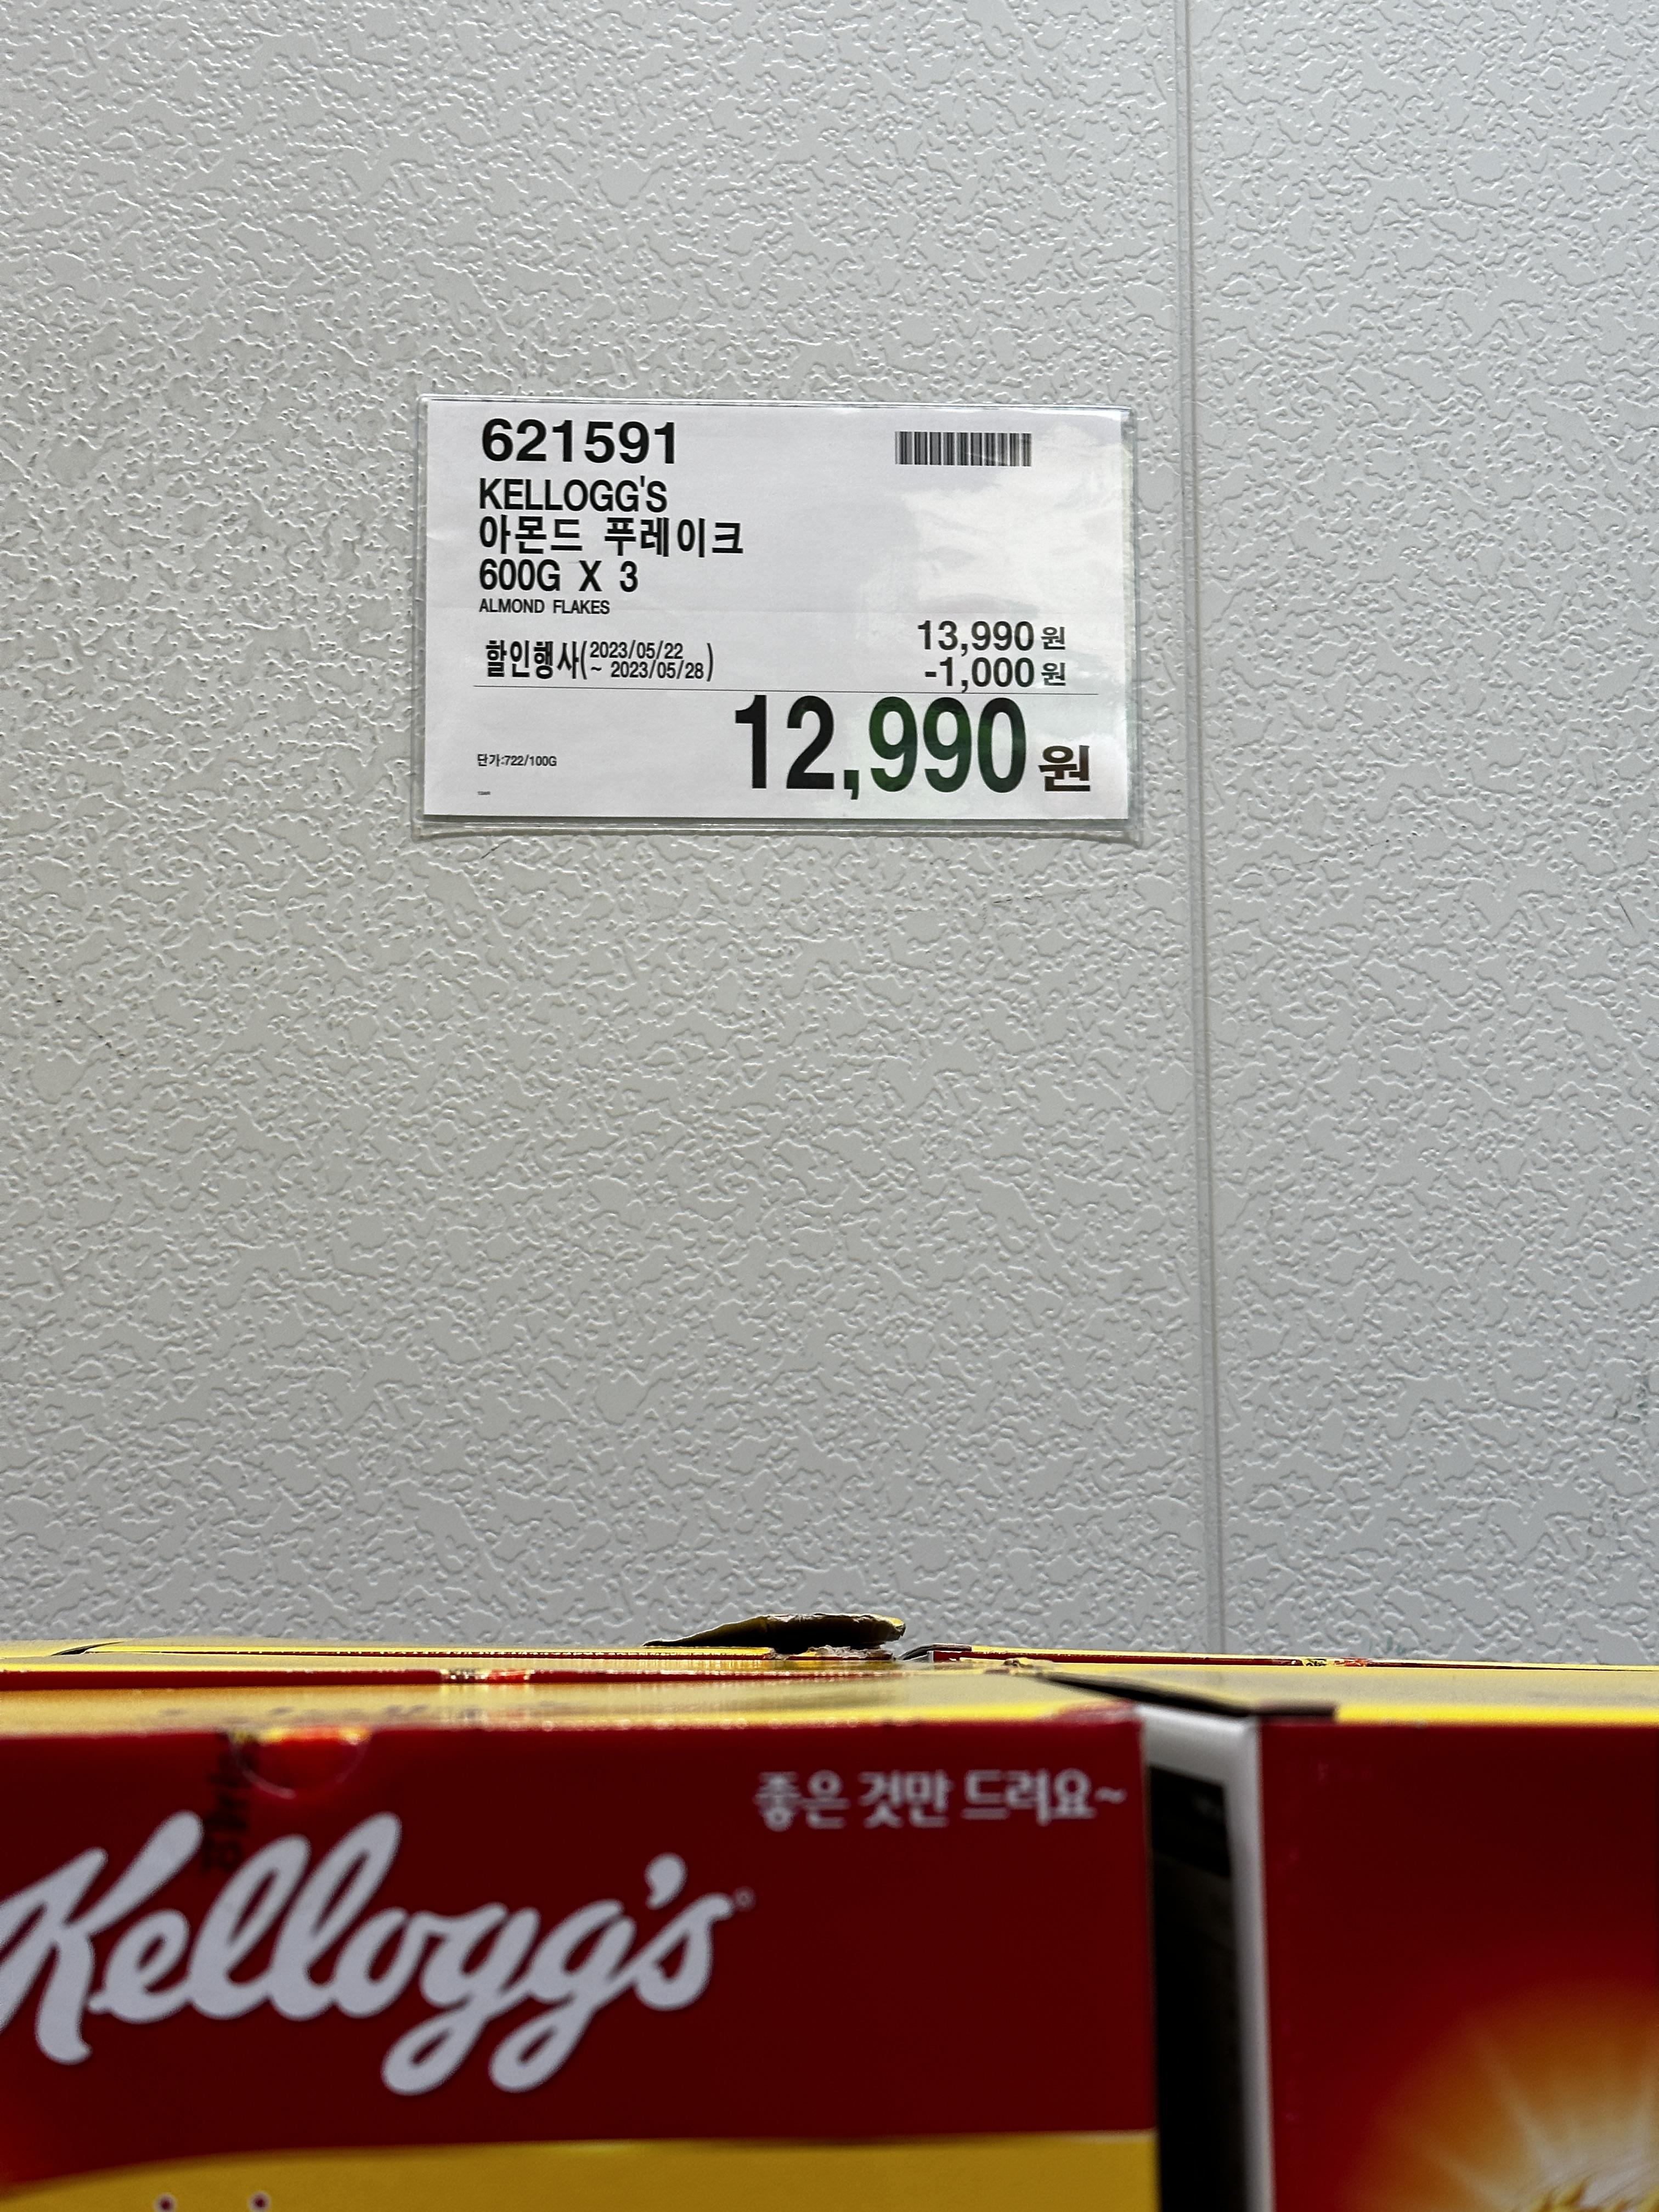 621591
KELLOGG'S
아몬드 푸레이크
600G X 3
ALMOND FLAKES
13,990 원
할인행사( 2023/05/22 ~ 2023/05/28 )
-1,000 원
12,990 원
단가:722/100G
좋은 것만 드려요~
Kellogg's